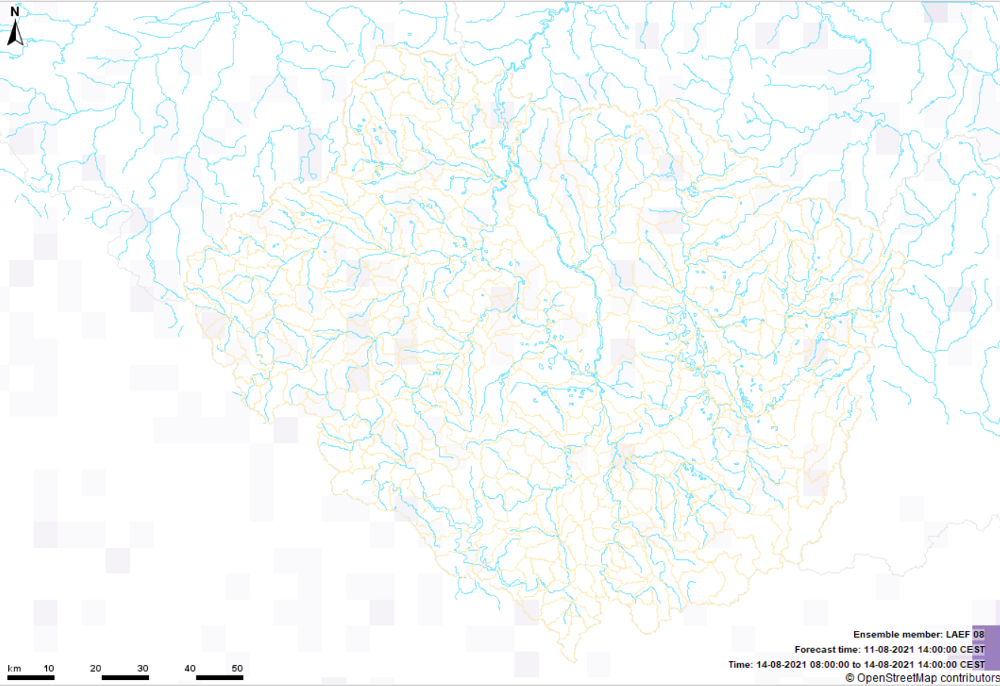 N
Ensemble member: LAEF 08
Forecast time: 11-08-2021 14:00:00 CEST
km 10 20 30 40 50
Time: 14-08-2021 08:00:00 to 14-08-2021 14:00:00 CEST
© OpenStreetMap contributors